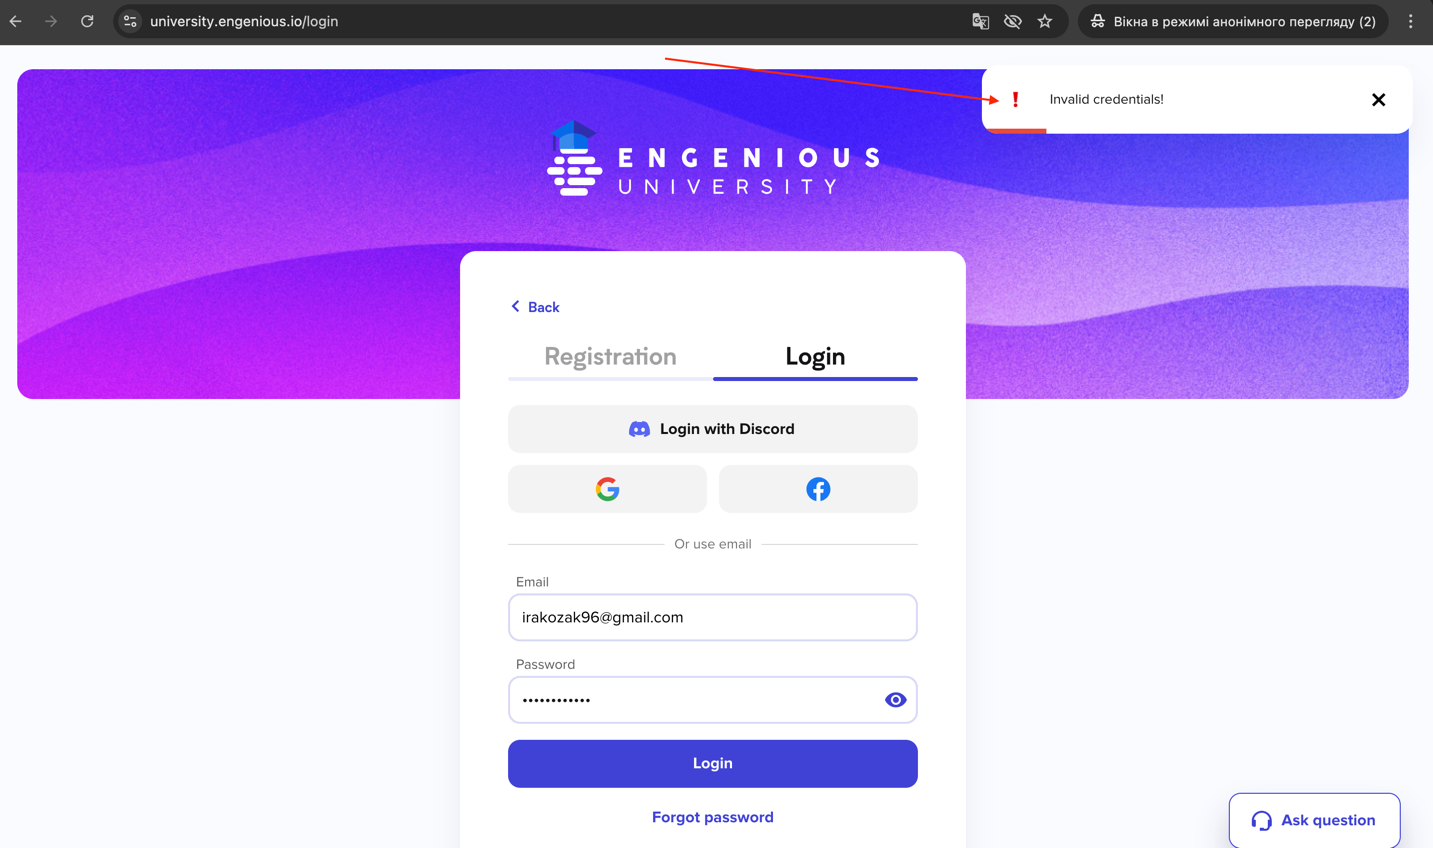 university.engenious.io/login
Вікна в режимі анонімного перегляду (2)
Invalid credentials!
ENGENIOUS
UNIVERSITY
Back
Registration
Login
Login with Discord
Or use email
Email
irakozak96@gmail.com
Password
••••••••••••
Login
Forgot password
Ask question